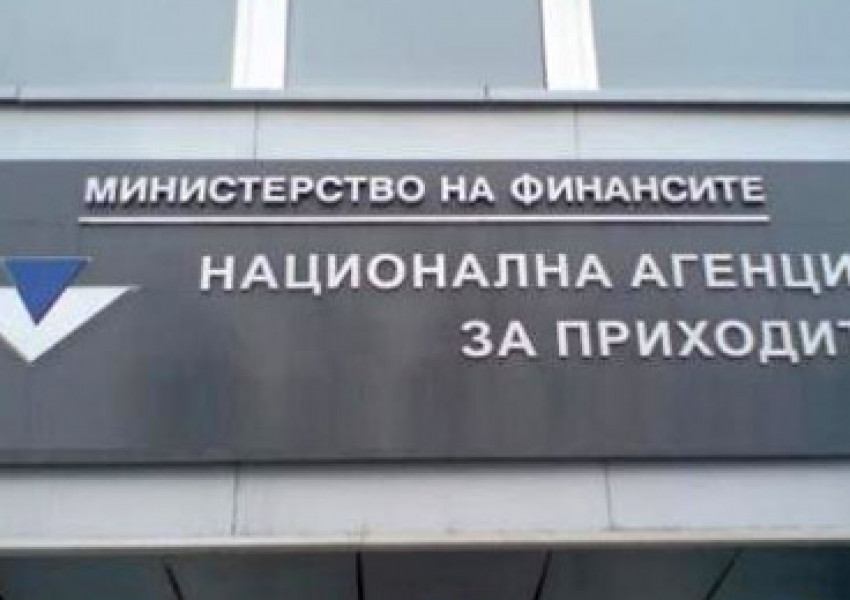 МИНИСТЕРСТВО НА ФИНАНСИТЕ
НАЦИОНАЛНА АГЕНЦИ
ЗА ПРИХОДИТ